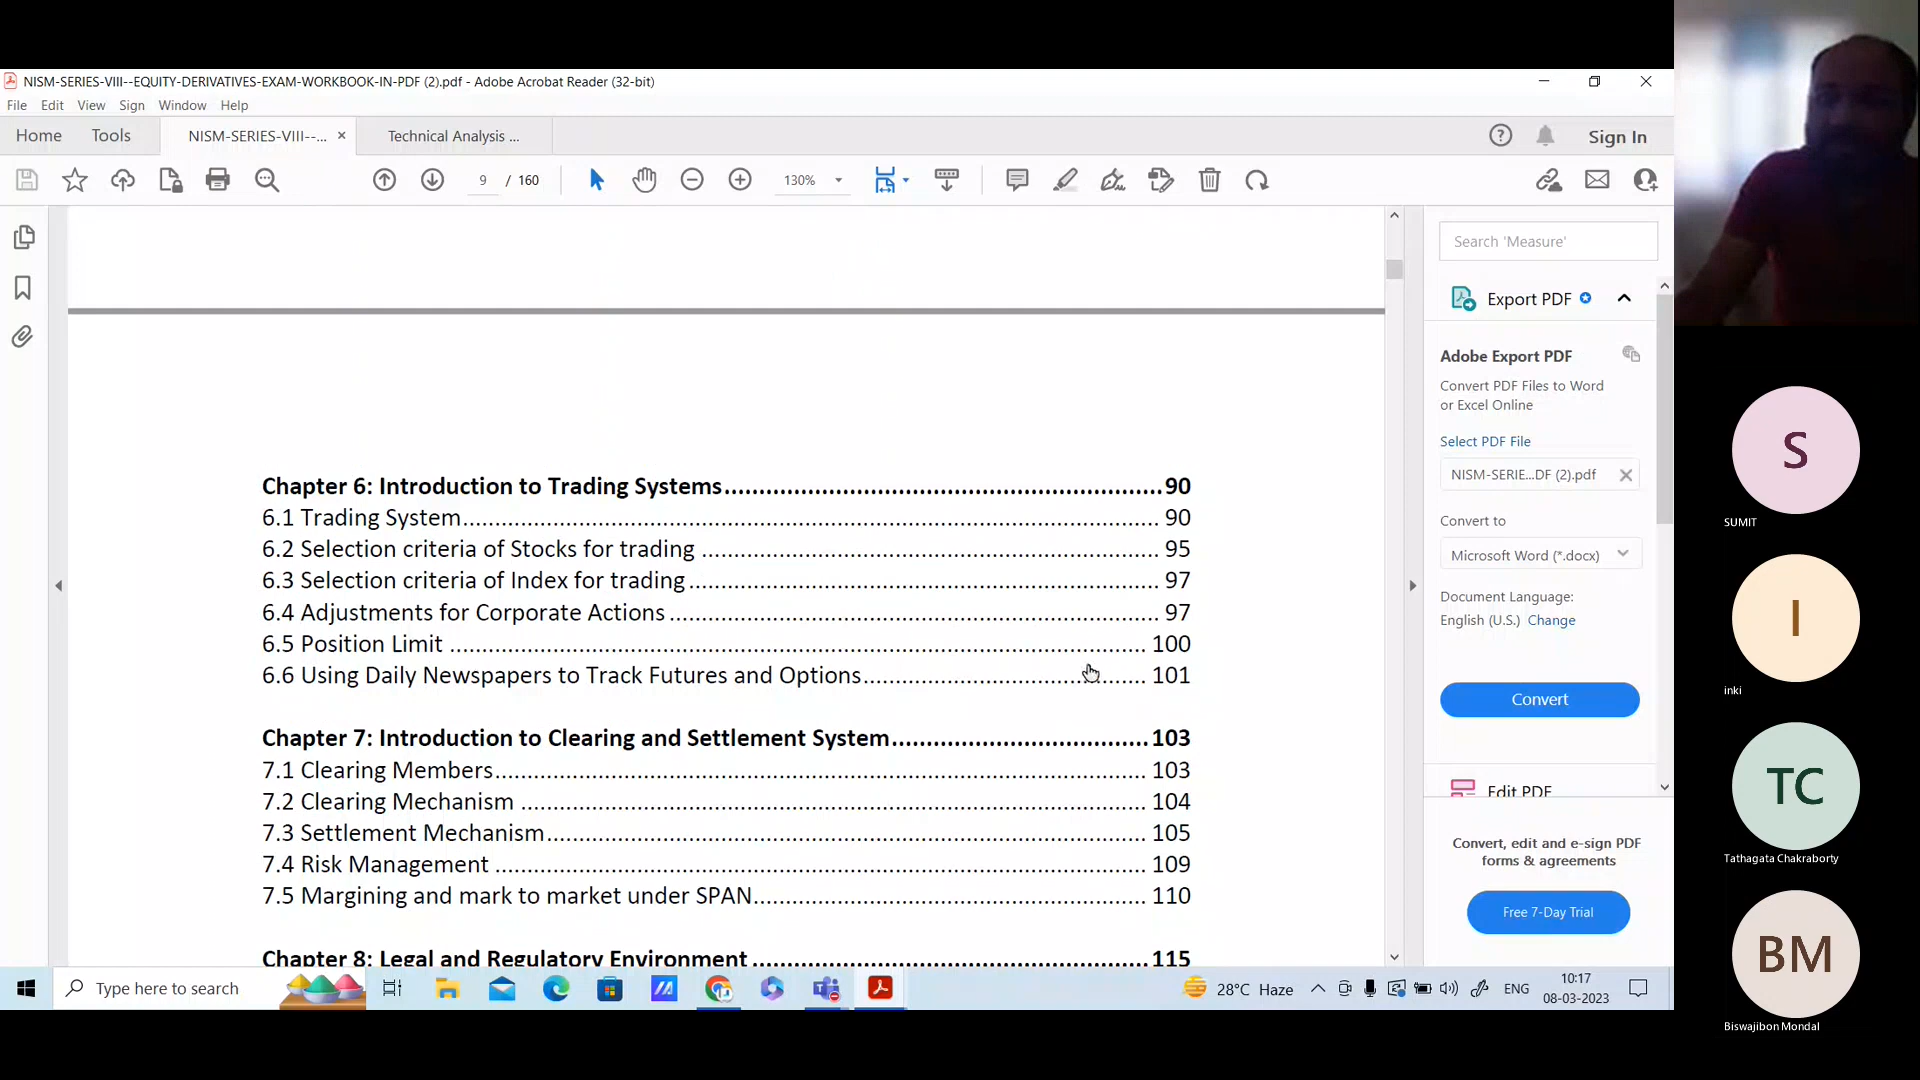 NISM-SERIES-VIII--EQUITY-DERIVATIVES-EXAM-WORKBOOK-IN-PDF (2).pdf - Adobe Acrobat Reader (32-bit)
File Edit View Sign Window Help
Home Tools NISM-SERIES-VIII--... Technical Analysis ... Sign In
9 / 160 130%
Search 'Measure'
Export PDF
Adobe Export PDF
Convert PDF Files to Word
or Excel Online
Select PDF File
NISM-SERIE...DF (2).pdf
Convert to
Microsoft Word (*.docx)
Document Language:
English (U.S.) Change
Convert
Edit PDF
Convert, edit and e-sign PDF
forms & agreements
Free 7-Day Trial
Chapter 6: Introduction to Trading Systems 90
6.1 Trading System 90
6.2 Selection criteria of Stocks for trading 95
6.3 Selection criteria of Index for trading 97
6.4 Adjustments for Corporate Actions 97
6.5 Position Limit 100
6.6 Using Daily Newspapers to Track Futures and Options 101
Chapter 7: Introduction to Clearing and Settlement System 103
7.1 Clearing Members 103
7.2 Clearing Mechanism 104
7.3 Settlement Mechanism 105
7.4 Risk Management 109
7.5 Margining and mark to market under SPAN 110
Chapter 8: Legal and Regulatory Environment 115
Type here to search
28°C Haze ENG
10:17
08-03-2023
S
SUMIT
I
inki
TC
Tathagata Chakraborty
BM
Biswajibon Mondal